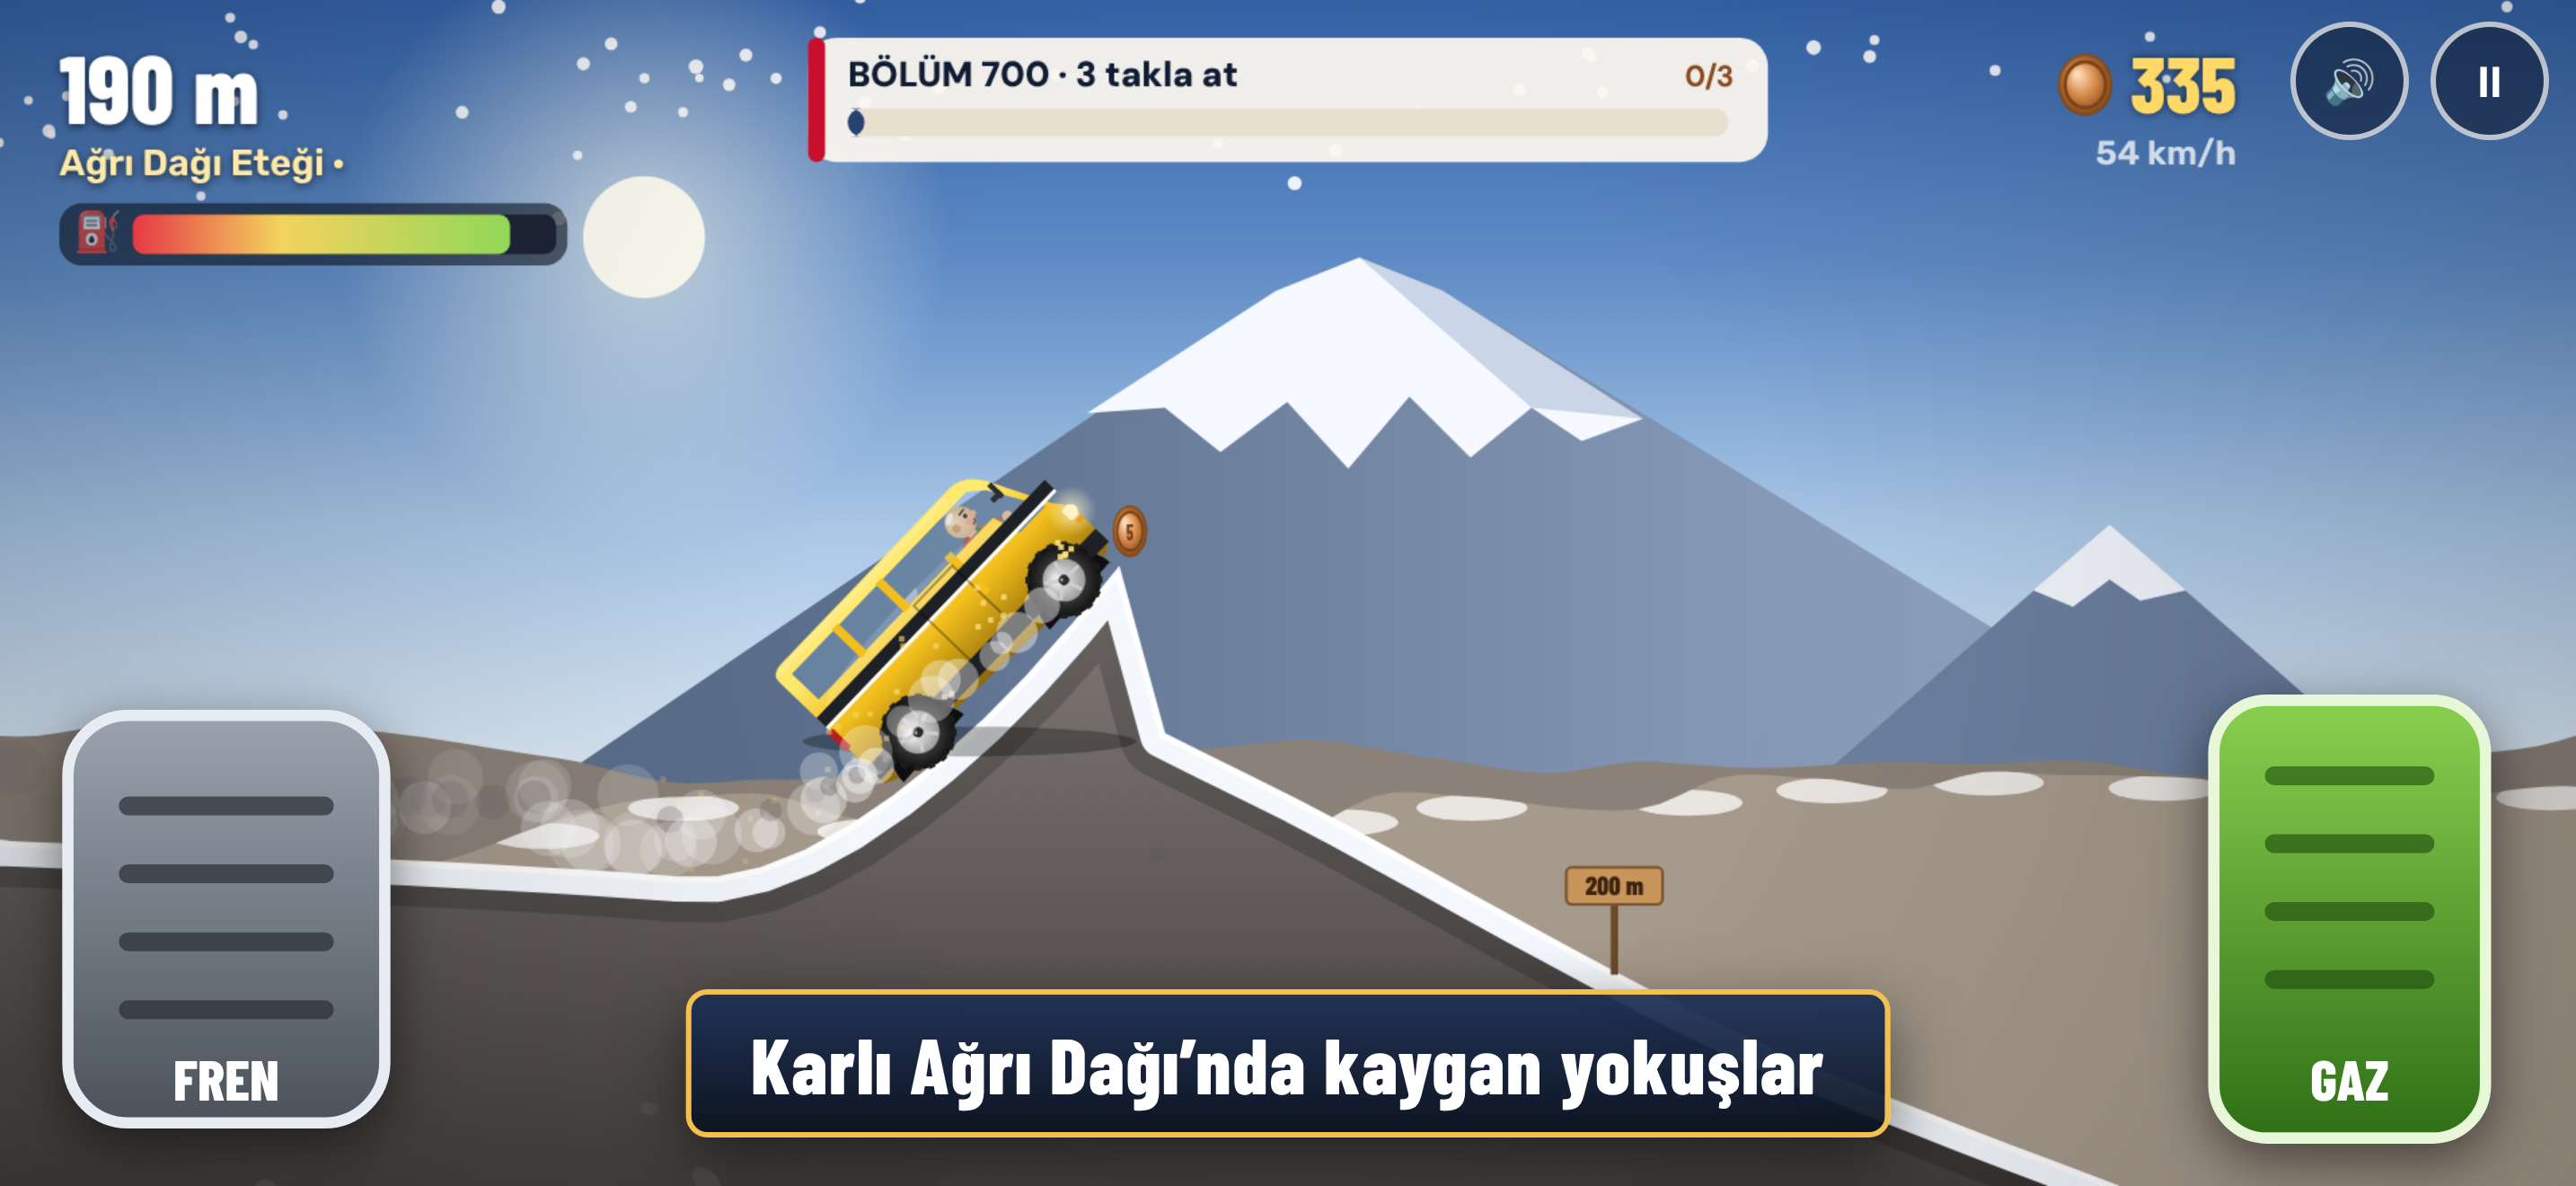 190 m
Ağrı Dağı Eteği •
BÖLÜM 700 · 3 takla at
0/3
335
54 km/h
5
200 m
FREN
Karlı Ağrı Dağı’nda kaygan yokuşlar
GAZ